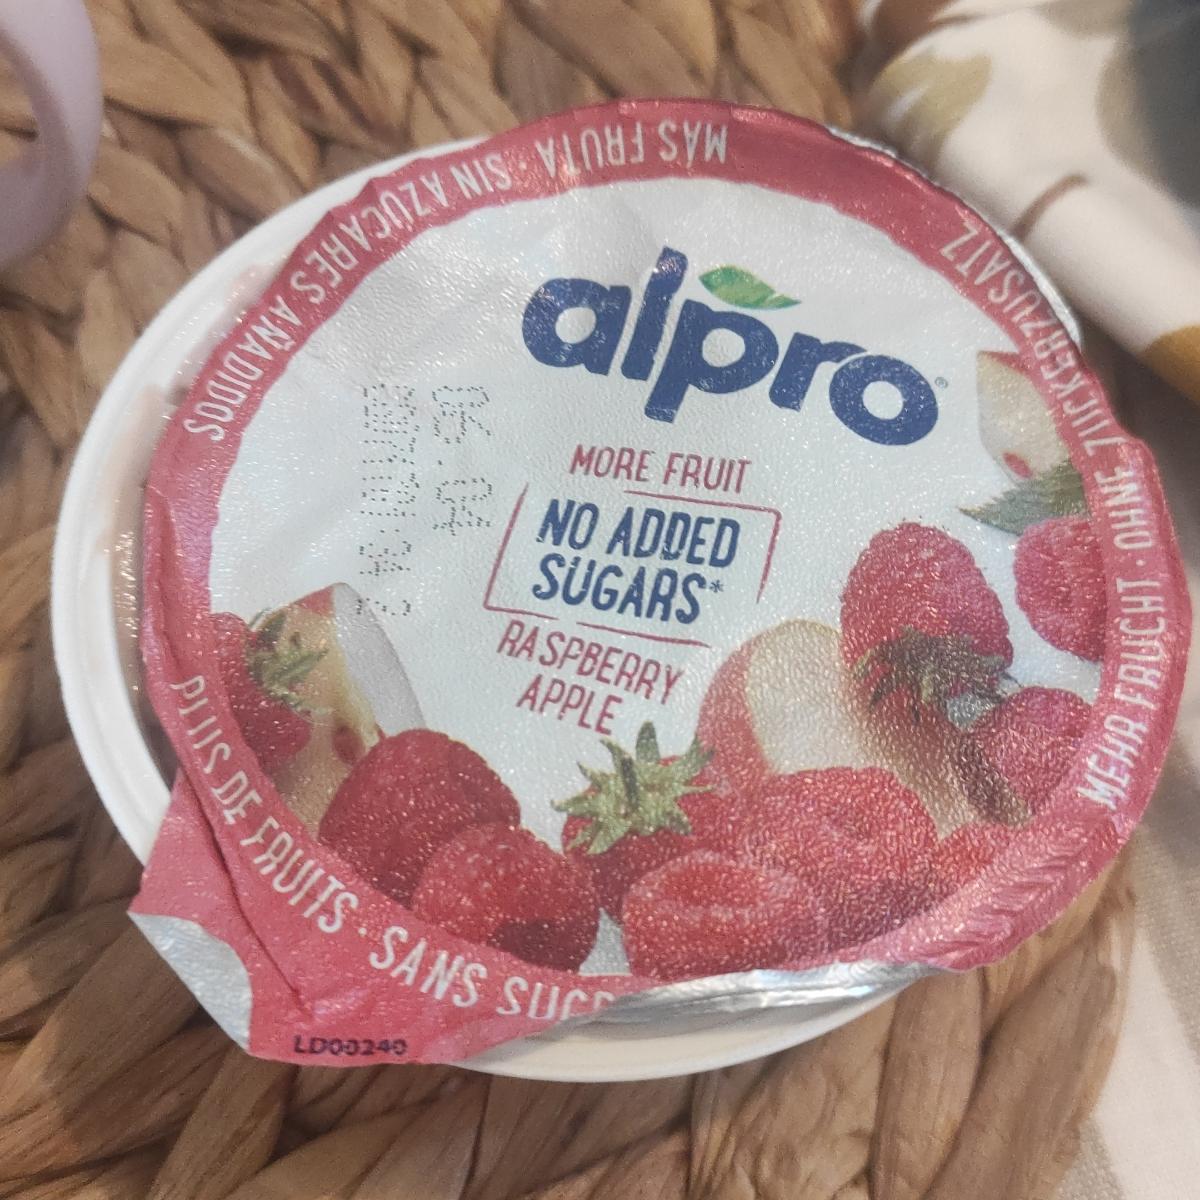 alpro
MORE FRUIT
NO ADDED
SUGARS*
RASPBERRY
APPLE
MÁS FRUTA · SIN AZÚCARES AÑADIDOS
MEHR FRUCHT · OHNE ZUCKERZUSATZ
PLUS DE FRUITS · SANS
LD00240